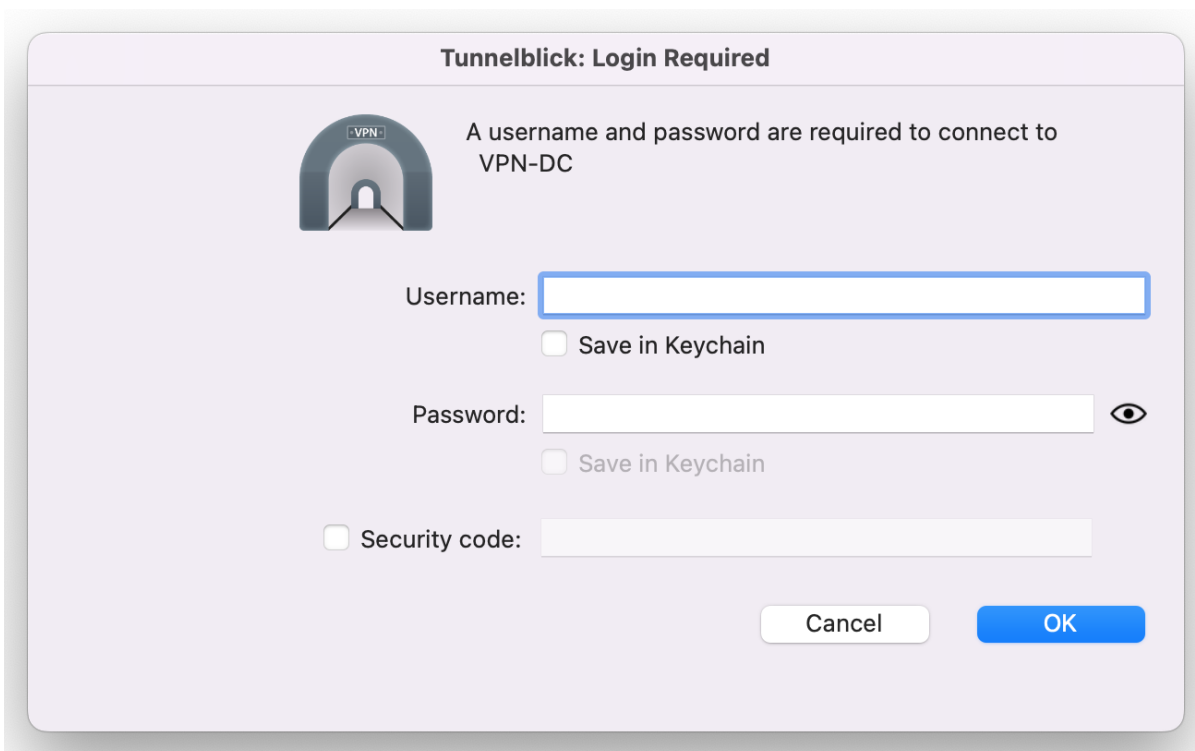 Tunnelblick: Login Required
·VPN·
A username and password are required to connect to
VPN-DC
Username:
Save in Keychain
Password:
Save in Keychain
Security code:
Cancel OK